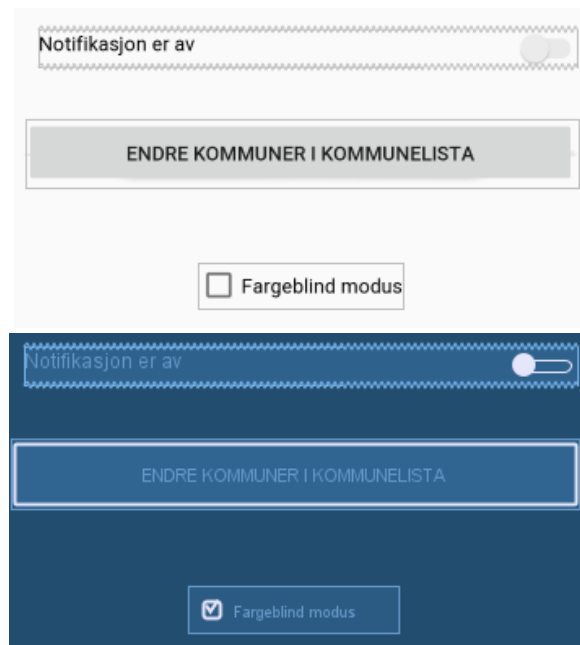 Notifikasjon er av
ENDRE KOMMUNER I KOMMUNELISTA
Fargeblind modus
Notifikasjon er av
ENDRE KOMMUNER I KOMMUNELISTA
Fargeblind modus